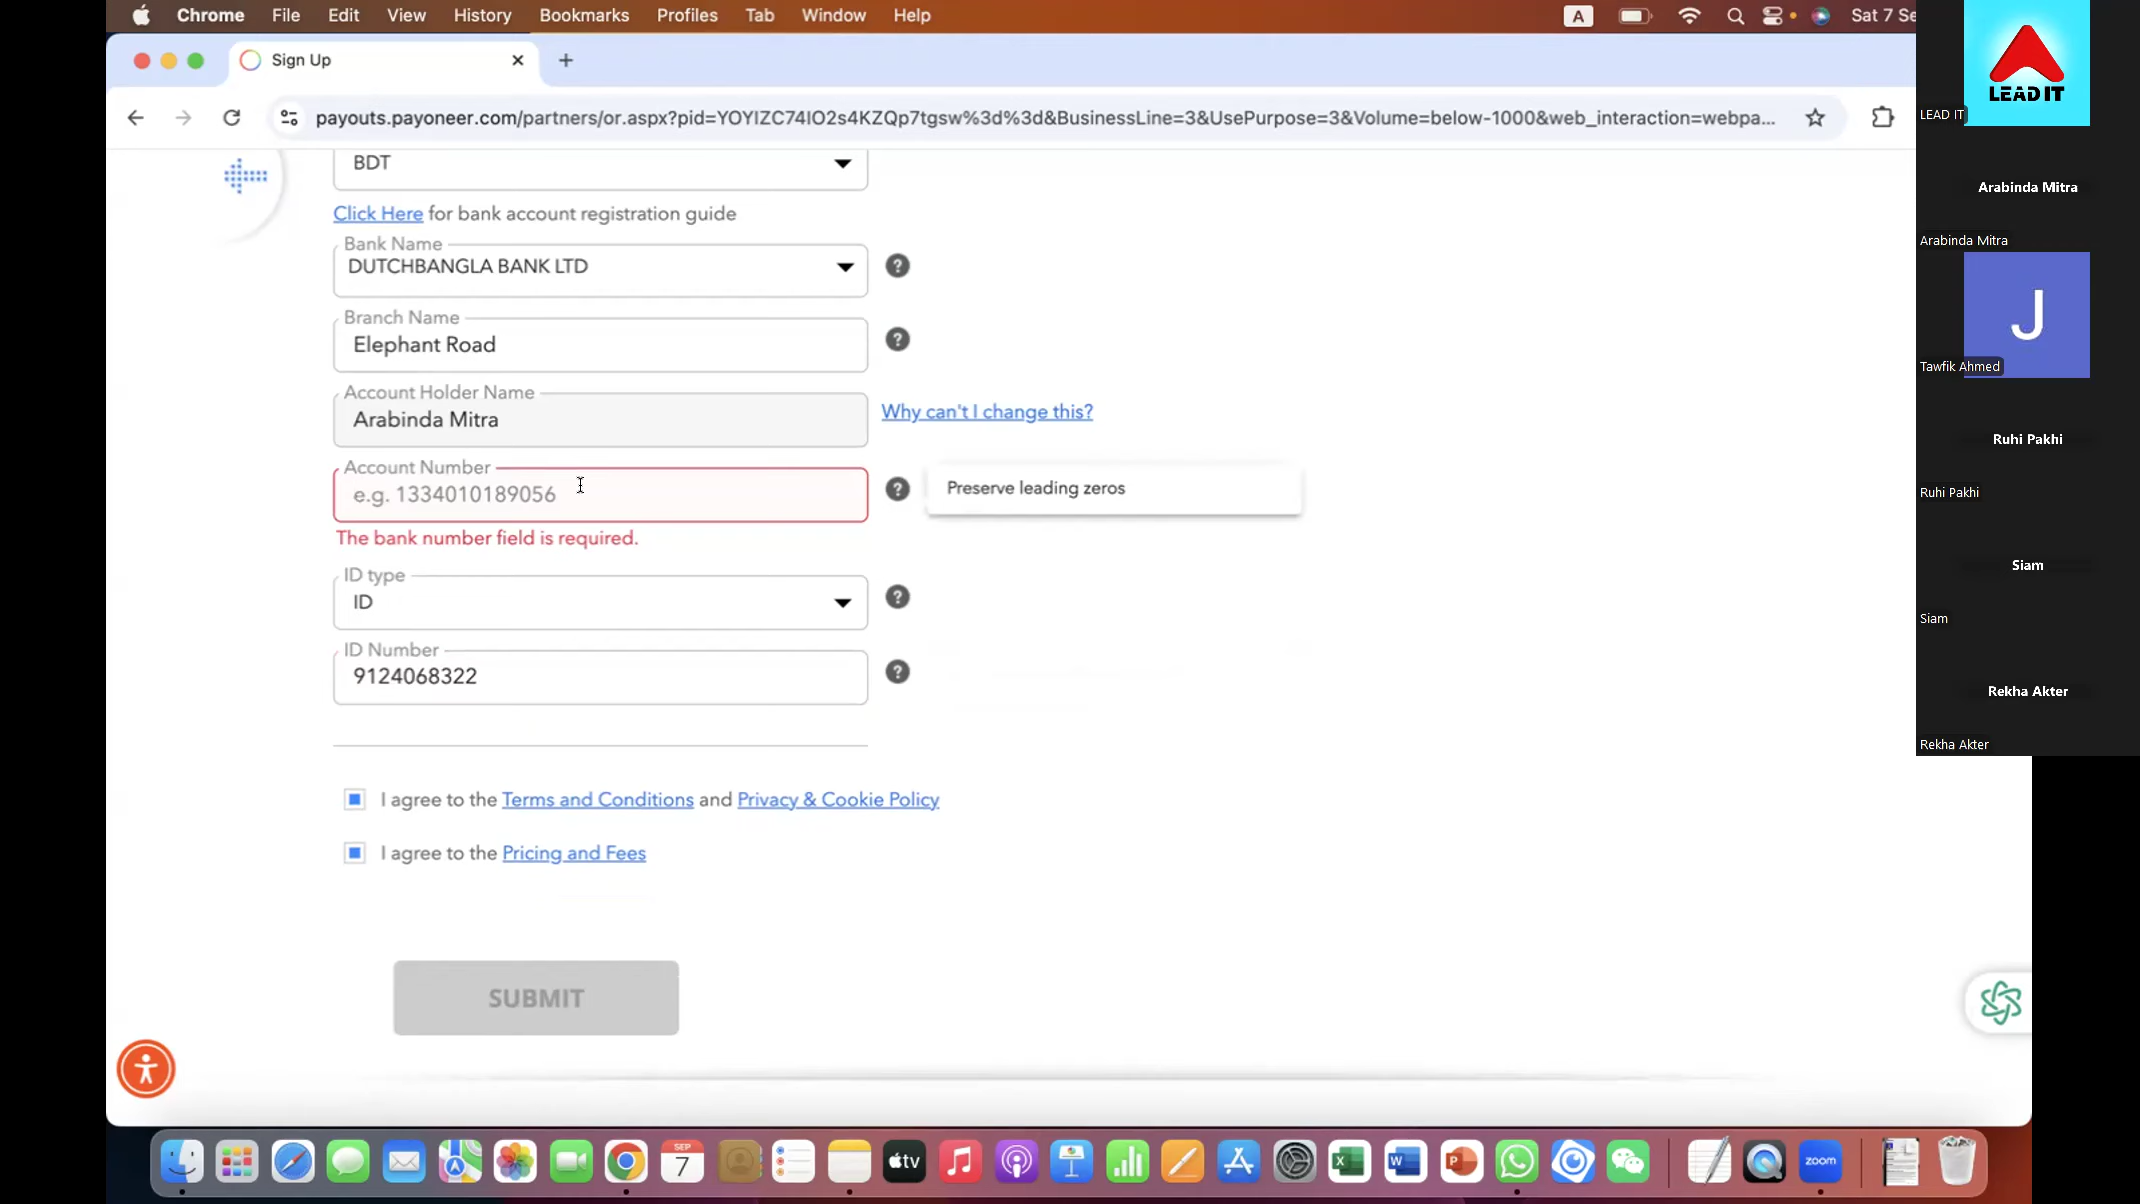 Chrome File Edit View History Bookmarks Profiles Tab Window Help A Sat 7 Se
Sign Up
payouts.payoneer.com/partners/or.aspx?pid=YOYIZC74IO2s4KZQp7tgsw%3d%3d&BusinessLine=3&UsePurpose=3&Volume=below-1000&web_interaction=webpa...
BDT
Click Here for bank account registration guide
Bank Name
DUTCHBANGLA BANK LTD
?
Branch Name
Elephant Road
?
Account Holder Name
Arabinda Mitra
Why can't I change this?
Account Number
e.g. 1334010189056
?
Preserve leading zeros
The bank number field is required.
ID type
ID
?
ID Number
9124068322
?
I agree to the Terms and Conditions and Privacy & Cookie Policy
I agree to the Pricing and Fees
SUBMIT
LEAD IT
LEAD IT
Arabinda Mitra
Arabinda Mitra
J
Tawfik Ahmed
Ruhi Pakhi
Ruhi Pakhi
Siam
Siam
Rekha Akter
Rekha Akter
SEP
7
tv
X
W
P
zoom